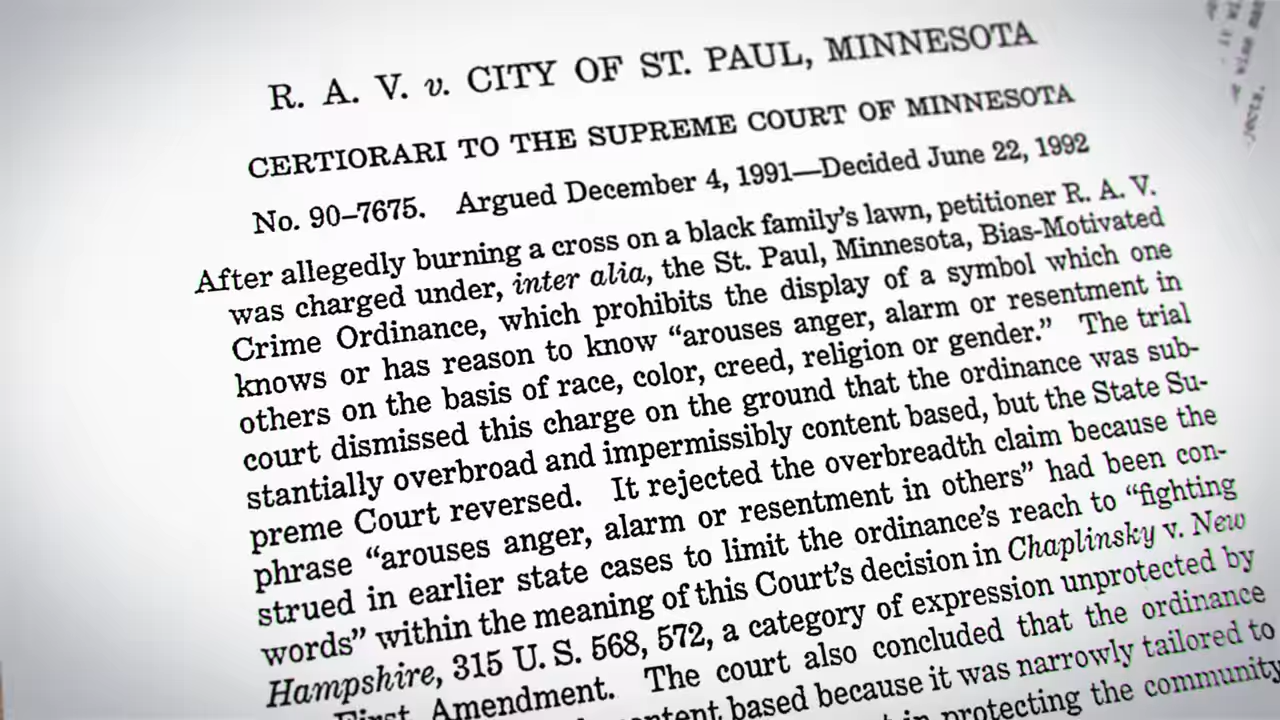 R. A. V. v. CITY OF ST. PAUL, MINNESOTA
CERTIORARI TO THE SUPREME COURT OF MINNESOTA
No. 90–7675. Argued December 4, 1991—Decided June 22, 1992
After allegedly burning a cross on a black family's lawn, petitioner R. A. V.
was charged under, inter alia, the St. Paul, Minnesota, Bias-Motivated
Crime Ordinance, which prohibits the display of a symbol which one
knows or has reason to know “arouses anger, alarm or resentment in
others on the basis of race, color, creed, religion or gender.” The trial
court dismissed this charge on the ground that the ordinance was sub-
stantially overbroad and impermissibly content based, but the State Su-
preme Court reversed. It rejected the overbreadth claim because the
phrase “arouses anger, alarm or resentment in others” had been con-
strued in earlier state cases to limit the ordinance's reach to “fighting
words” within the meaning of this Court's decision in Chaplinsky v. New
Hampshire, 315 U. S. 568, 572, a category of expression unprotected by
First Amendment. The court also concluded that the ordinance
based because it was narrowly tailored to
in protecting the community